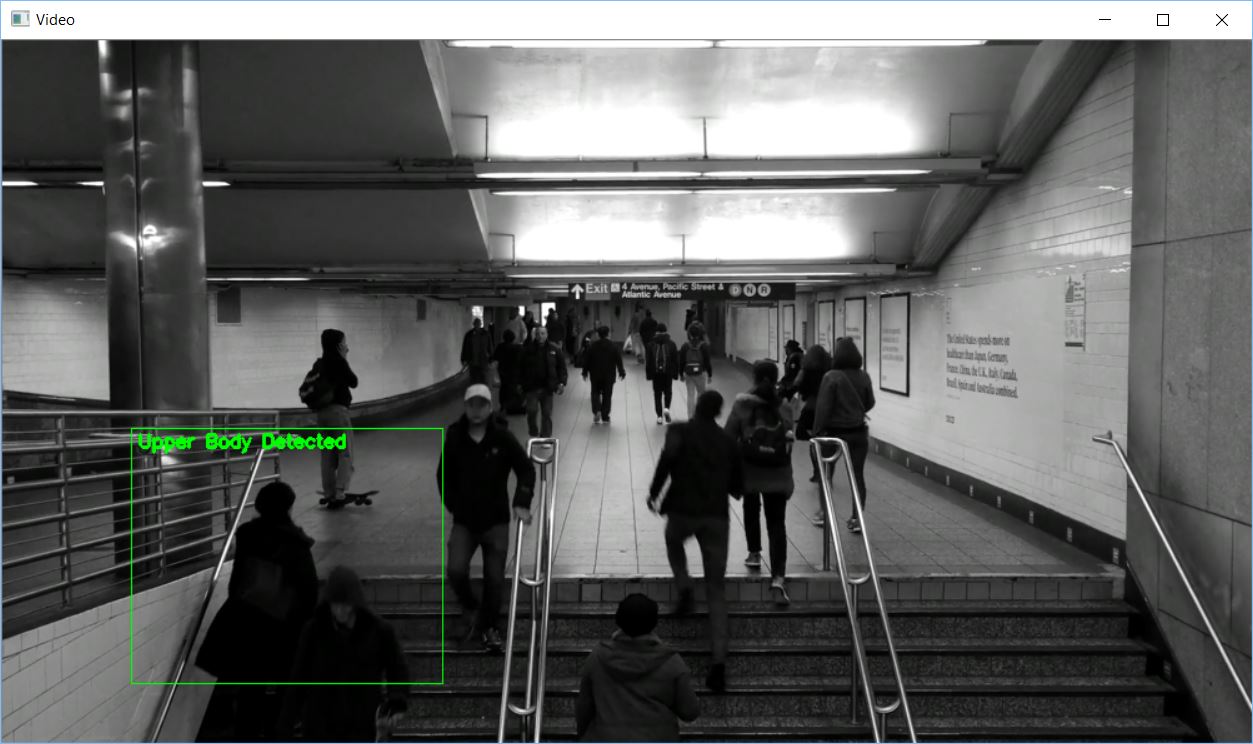 Video
Exit 4 Avenue, Pacific Street & D N R
Atlantic Avenue
The United States spends more on
healthcare than Japan, Germany,
France, China, the U.K., Italy, Canada,
Brazil, Spain and Australia combined.
Upper Body Detected